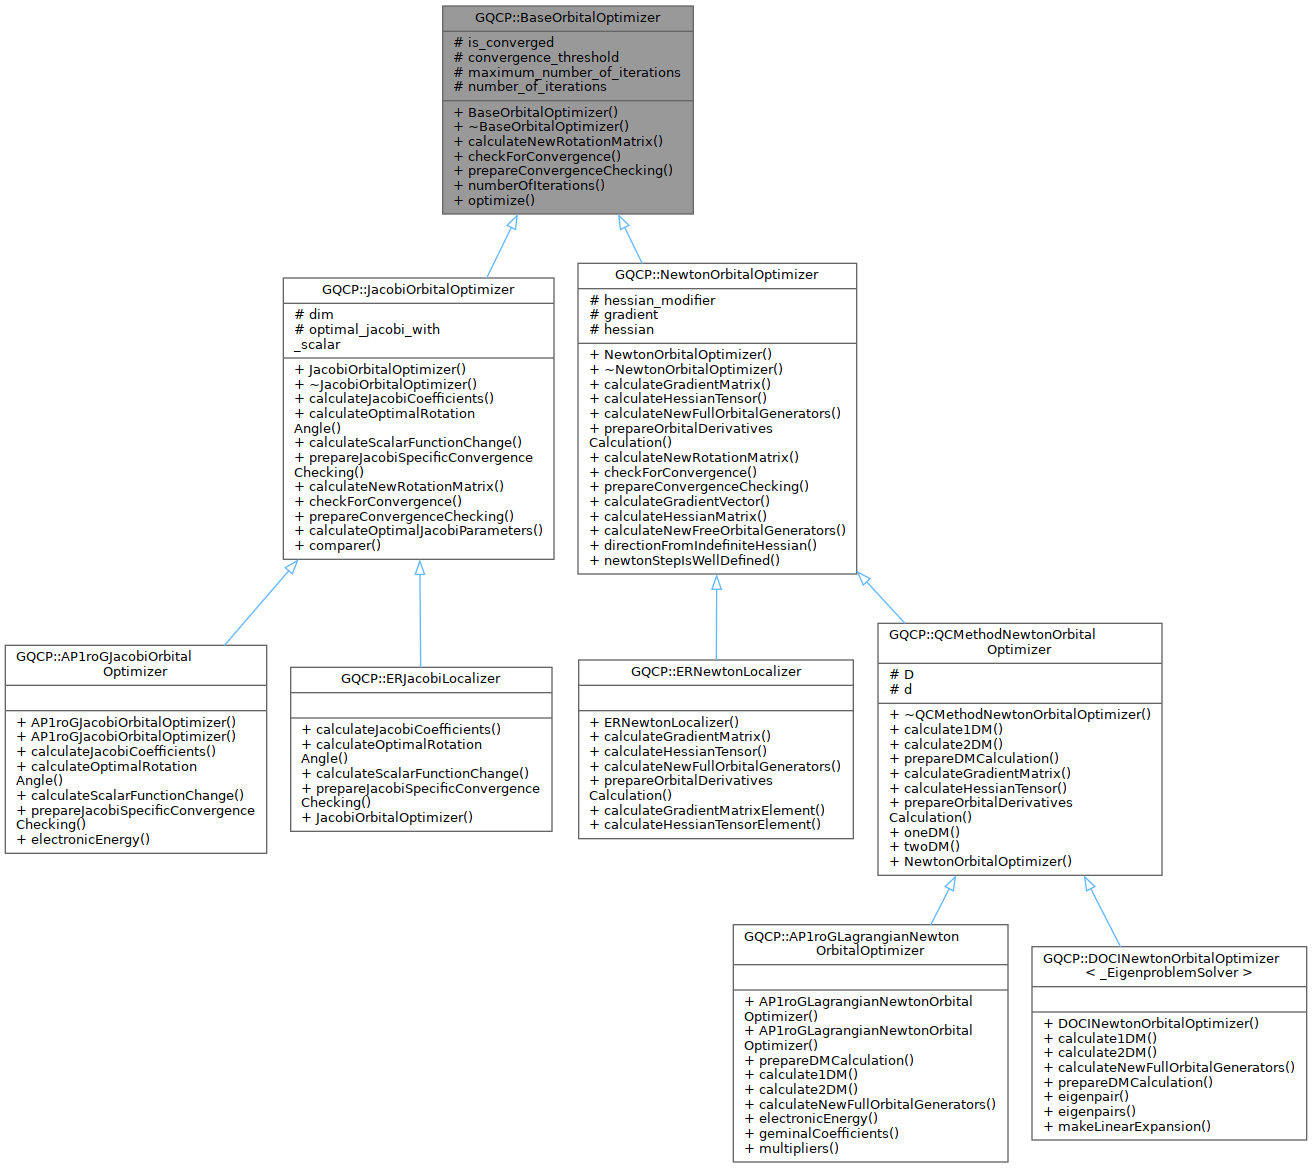 GQCP::BaseOrbitalOptimizer
# is_converged
# convergence_threshold
# maximum_number_of_iterations
# number_of_iterations
+ BaseOrbitalOptimizer()
+ ~BaseOrbitalOptimizer()
+ calculateNewRotationMatrix()
+ checkForConvergence()
+ prepareConvergenceChecking()
+ numberOfIterations()
+ optimize()
GQCP::JacobiOrbitalOptimizer
# dim
# optimal_jacobi_with
_scalar
+ JacobiOrbitalOptimizer()
+ ~JacobiOrbitalOptimizer()
+ calculateJacobiCoefficients()
+ calculateOptimalRotation
Angle()
+ calculateScalarFunctionChange()
+ prepareJacobiSpecificConvergence
Checking()
+ calculateNewRotationMatrix()
+ checkForConvergence()
+ prepareConvergenceChecking()
+ calculateOptimalJacobiParameters()
+ comparer()
GQCP::NewtonOrbitalOptimizer
# hessian_modifier
# gradient
# hessian
+ NewtonOrbitalOptimizer()
+ ~NewtonOrbitalOptimizer()
+ calculateGradientMatrix()
+ calculateHessianTensor()
+ calculateNewFullOrbitalGenerators()
+ prepareOrbitalDerivatives
Calculation()
+ calculateNewRotationMatrix()
+ checkForConvergence()
+ prepareConvergenceChecking()
+ calculateGradientVector()
+ calculateHessianMatrix()
+ calculateNewFreeOrbitalGenerators()
+ directionFromIndefiniteHessian()
+ newtonStepIsWellDefined()
GQCP::AP1roGJacobiOrbital
Optimizer
+ AP1roGJacobiOrbitalOptimizer()
+ AP1roGJacobiOrbitalOptimizer()
+ calculateJacobiCoefficients()
+ calculateOptimalRotation
Angle()
+ calculateScalarFunctionChange()
+ prepareJacobiSpecificConvergence
Checking()
+ electronicEnergy()
GQCP::ERJacobiLocalizer
+ calculateJacobiCoefficients()
+ calculateOptimalRotation
Angle()
+ calculateScalarFunctionChange()
+ prepareJacobiSpecificConvergence
Checking()
+ JacobiOrbitalOptimizer()
GQCP::ERNewtonLocalizer
+ ERNewtonLocalizer()
+ calculateGradientMatrix()
+ calculateHessianTensor()
+ calculateNewFullOrbitalGenerators()
+ prepareOrbitalDerivatives
Calculation()
+ calculateGradientMatrixElement()
+ calculateHessianTensorElement()
GQCP::QCMethodNewtonOrbital
Optimizer
# D
# d
+ ~QCMethodNewtonOrbitalOptimizer()
+ calculate1DM()
+ calculate2DM()
+ prepareDMCalculation()
+ calculateGradientMatrix()
+ calculateHessianTensor()
+ prepareOrbitalDerivatives
Calculation()
+ oneDM()
+ twoDM()
+ NewtonOrbitalOptimizer()
GQCP::AP1roGLagrangianNewton
OrbitalOptimizer
+ AP1roGLagrangianNewtonOrbital
Optimizer()
+ AP1roGLagrangianNewtonOrbital
Optimizer()
+ prepareDMCalculation()
+ calculate1DM()
+ calculate2DM()
+ calculateNewFullOrbitalGenerators()
+ electronicEnergy()
+ geminalCoefficients()
+ multipliers()
GQCP::DOCINewtonOrbitalOptimizer
< _EigenproblemSolver >
+ DOCINewtonOrbitalOptimizer()
+ calculate1DM()
+ calculate2DM()
+ calculateNewFullOrbitalGenerators()
+ prepareDMCalculation()
+ eigenpair()
+ eigenpairs()
+ makeLinearExpansion()